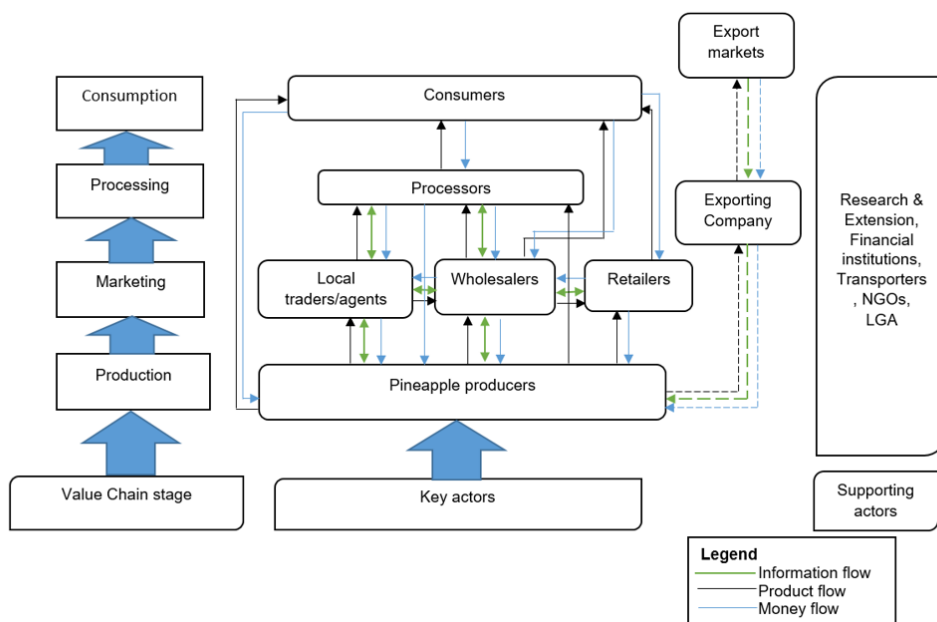 Export
markets
Consumption
Consumers
Processing
Processors
Exporting
Company
Research &
Extension,
Financial
institutions,
Transporters
, NGOs,
LGA
Marketing
Local
traders/agents
Wholesalers
Retailers
Production
Pineapple producers
Value Chain stage
Key actors
Supporting
actors
Legend
Information flow
Product flow
Money flow